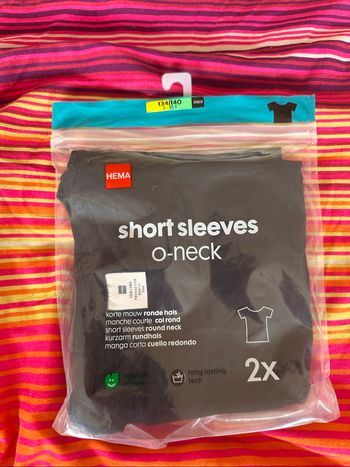 134/140
HEMA
short sleeves
o-neck
korte mouw ronde hals
manche courte col rond
short sleeves round neck
kurzarm rundhals
manga corta cuello redondo
long lasting
tech
2x